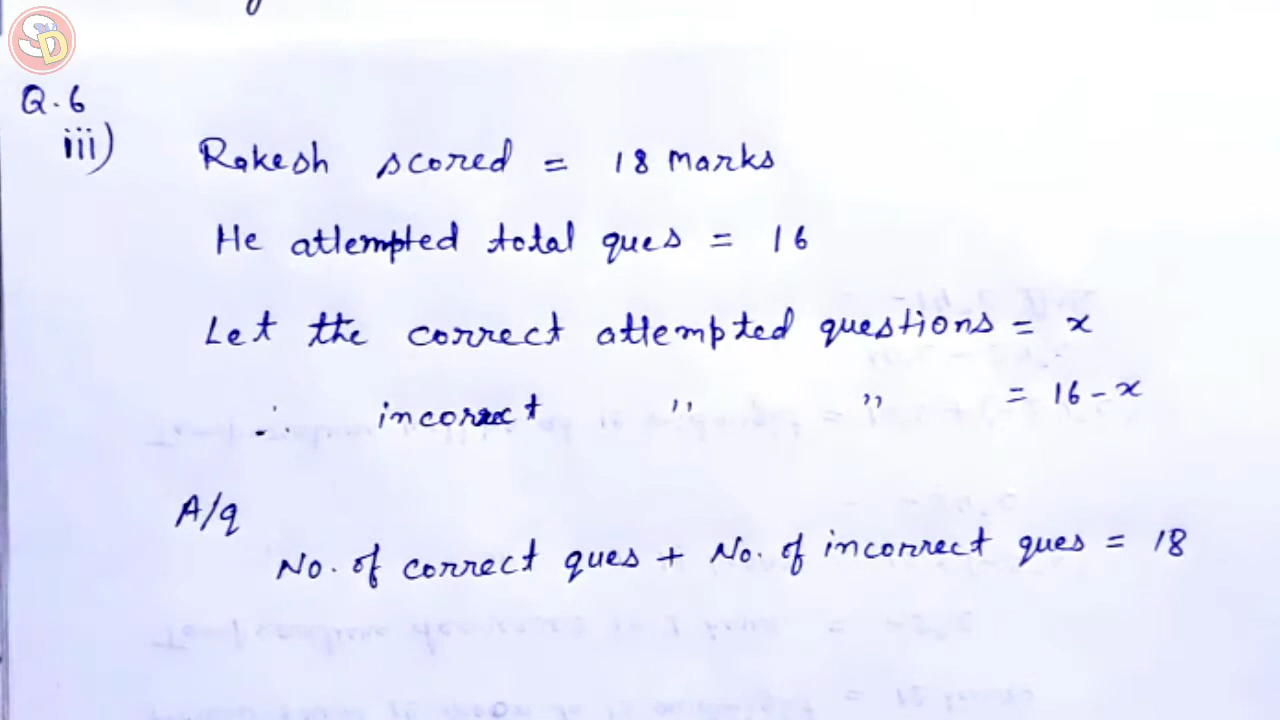 SD
Q.6
iii) Rakesh scored = 18 Marks
He attempted total ques = 16
Let the correct attempted questions = x
∴ incorrect " " = 16 - x
A/q
No. of correct ques + No. of incorrect ques = 18